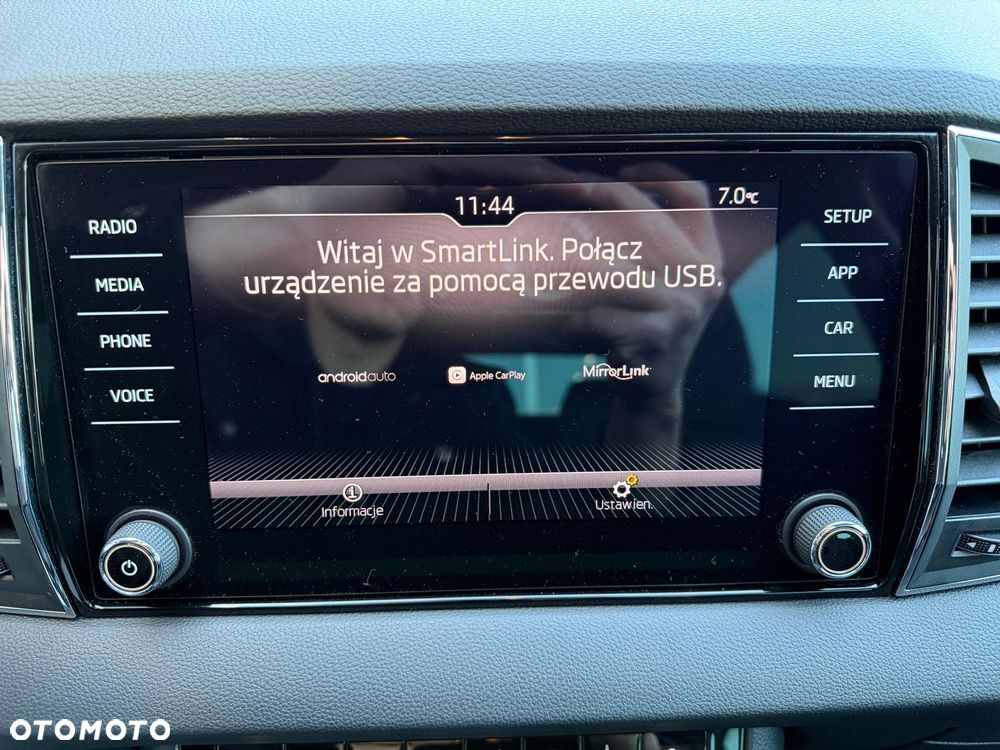 11:44
7.0°C
RADIO
MEDIA
PHONE
VOICE
Witaj w SmartLink. Połącz
urządzenie za pomocą przewodu USB.
androidauto
Apple CarPlay
MirrorLink
Informacje
Ustawien.
SETUP
APP
CAR
MENU
OTOMOTO